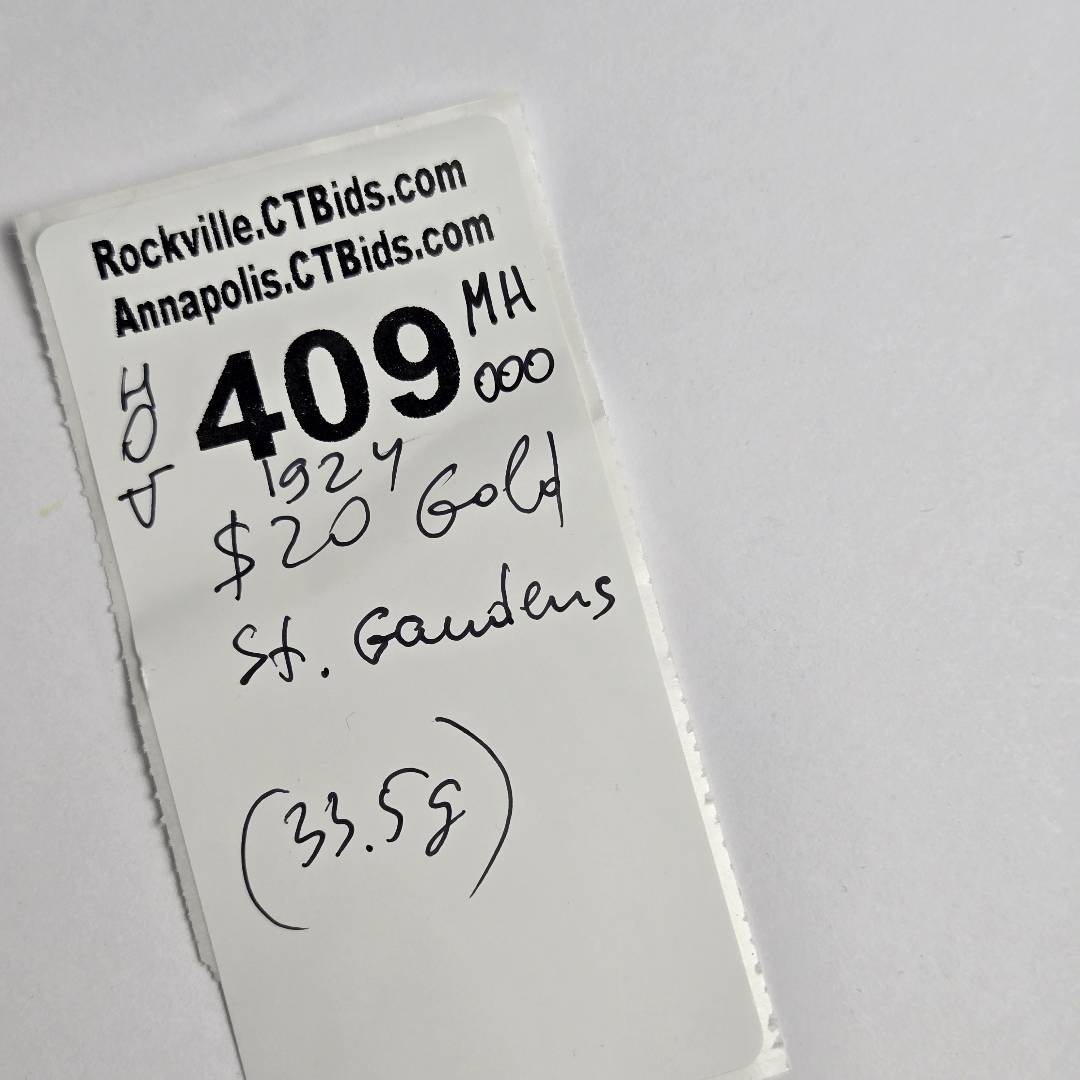 Rockville.CTBids.com
Annapolis.CTBids.com
409
MH
000
1924
$20 Gold
St. Gaudens
(33.5g)